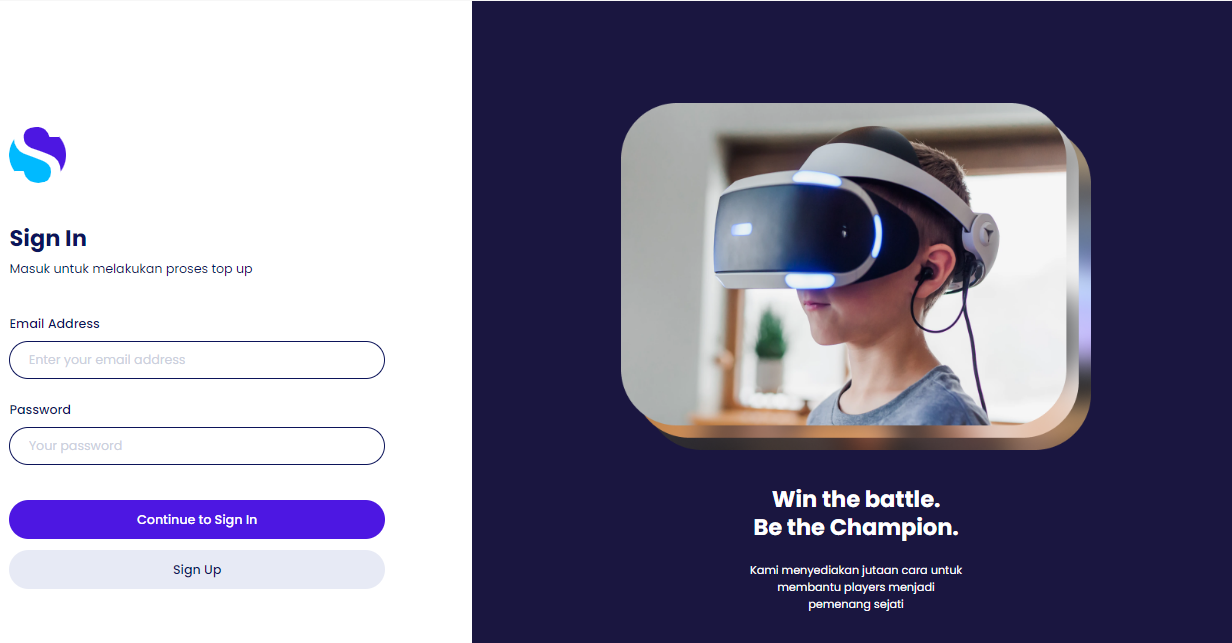 Sign In
Masuk untuk melakukan proses top up
Email Address
Enter your email address
Password
Your password
Continue to Sign In
Sign Up
Win the battle.
Be the Champion.
Kami menyediakan jutaan cara untuk
membantu players menjadi
pemenang sejati